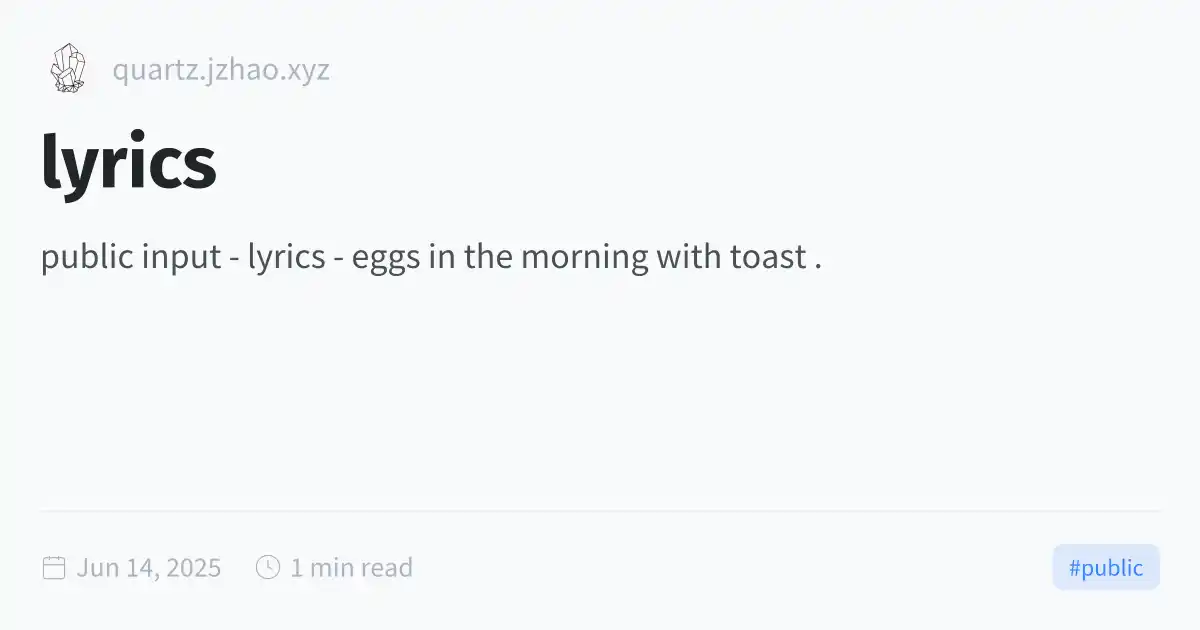 quartz.jzhao.xyz
lyrics
public input - lyrics - eggs in the morning with toast .
Jun 14, 2025 1 min read #public